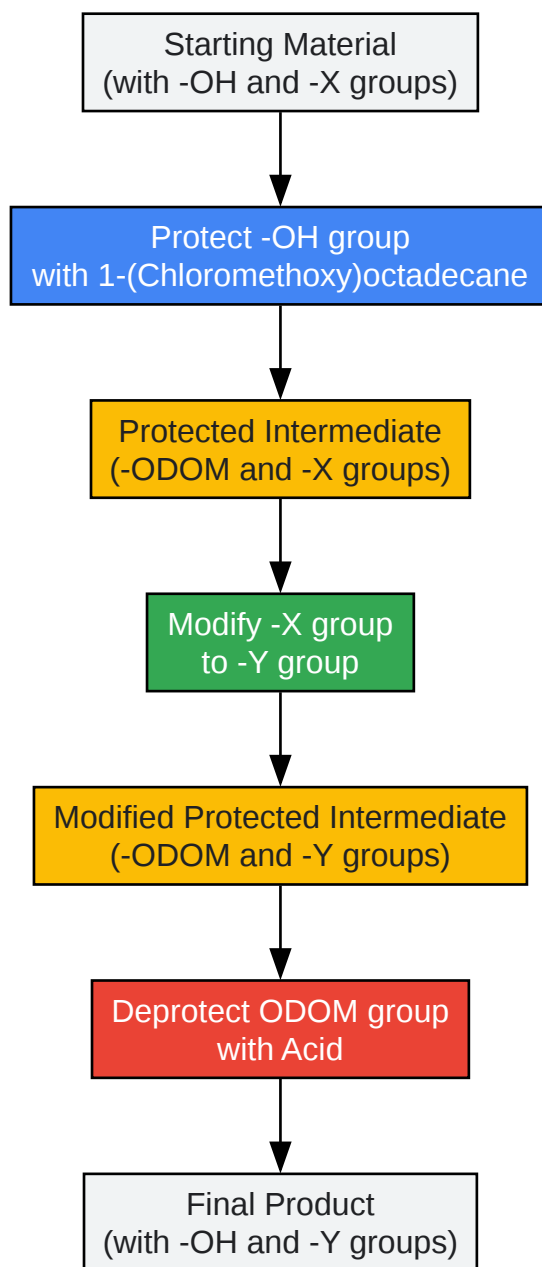 Starting Material
(with -OH and -X groups)
Protect -OH group
with 1-(Chloromethoxy)octadecane
Protected Intermediate
(-ODOM and -X groups)
Modify -X group
to -Y group
Modified Protected Intermediate
(-ODOM and -Y groups)
Deprotect ODOM group
with Acid
Final Product
(with -OH and -Y groups)